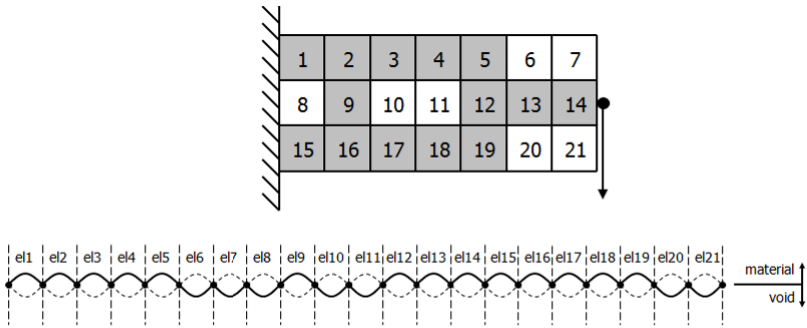 1 2 3 4 5 6 7
8 9 10 11 12 13 14
15 16 17 18 19 20 21
el1 el2 el3 el4 el5 el6 el7 el8 el9 el10 el11 el12 el13 el14 el15 el16 el17 el18 el19 el20 el21
material
void